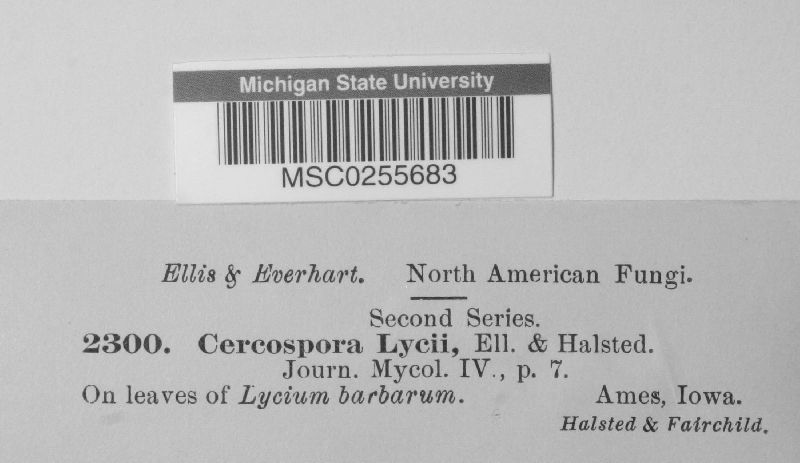 Michigan State University
MSC0255683
Ellis & Everhart. North American Fungi.
Second Series.
2300. Cercospora Lycii, Ell. & Halsted.
Journ. Mycol. IV., p. 7.
On leaves of Lycium barbarum. Ames, Iowa.
Halsted & Fairchild.